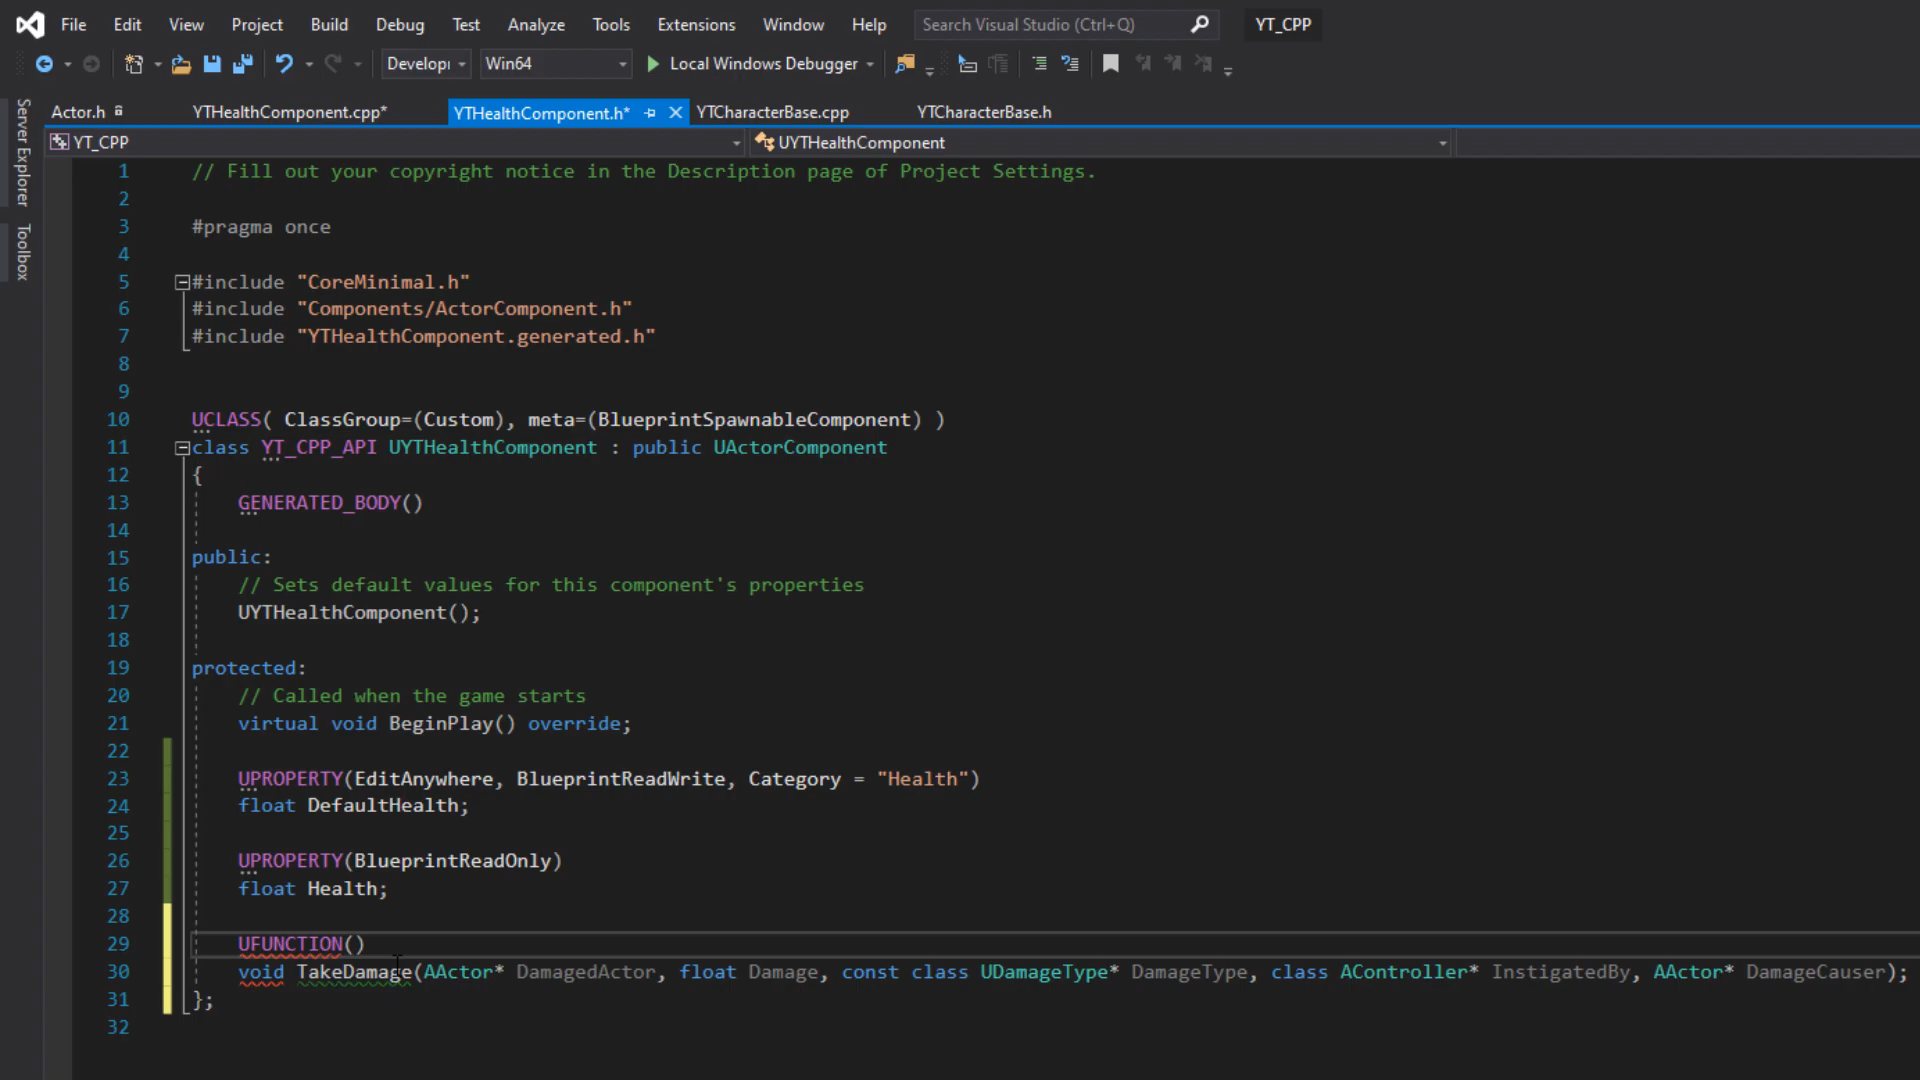 File Edit View Project Build Debug Test Analyze Tools Extensions Window Help Search Visual Studio (Ctrl+Q) YT_CPP
Develop Win64 Local Windows Debugger
Server Explorer
Toolbox
Actor.h YTHealthComponent.cpp* YTHealthComponent.h* YTCharacterBase.cpp YTCharacterBase.h
YT_CPP UYTHealthComponent
1 // Fill out your copyright notice in the Description page of Project Settings.
2
3 #pragma once
4
5 #include "CoreMinimal.h"
6 #include "Components/ActorComponent.h"
7 #include "YTHealthComponent.generated.h"
8
9
10 UCLASS( ClassGroup=(Custom), meta=(BlueprintSpawnableComponent) )
11 class YT_CPP_API UYTHealthComponent : public UActorComponent
12 {
13 GENERATED_BODY()
14
15 public:
16 // Sets default values for this component's properties
17 UYTHealthComponent();
18
19 protected:
20 // Called when the game starts
21 virtual void BeginPlay() override;
22
23 UPROPERTY(EditAnywhere, BlueprintReadWrite, Category = "Health")
24 float DefaultHealth;
25
26 UPROPERTY(BlueprintReadOnly)
27 float Health;
28
29 UFUNCTION()
30 void TakeDamage(AActor* DamagedActor, float Damage, const class UDamageType* DamageType, class AController* InstigatedBy, AActor* DamageCauser);
31 };
32